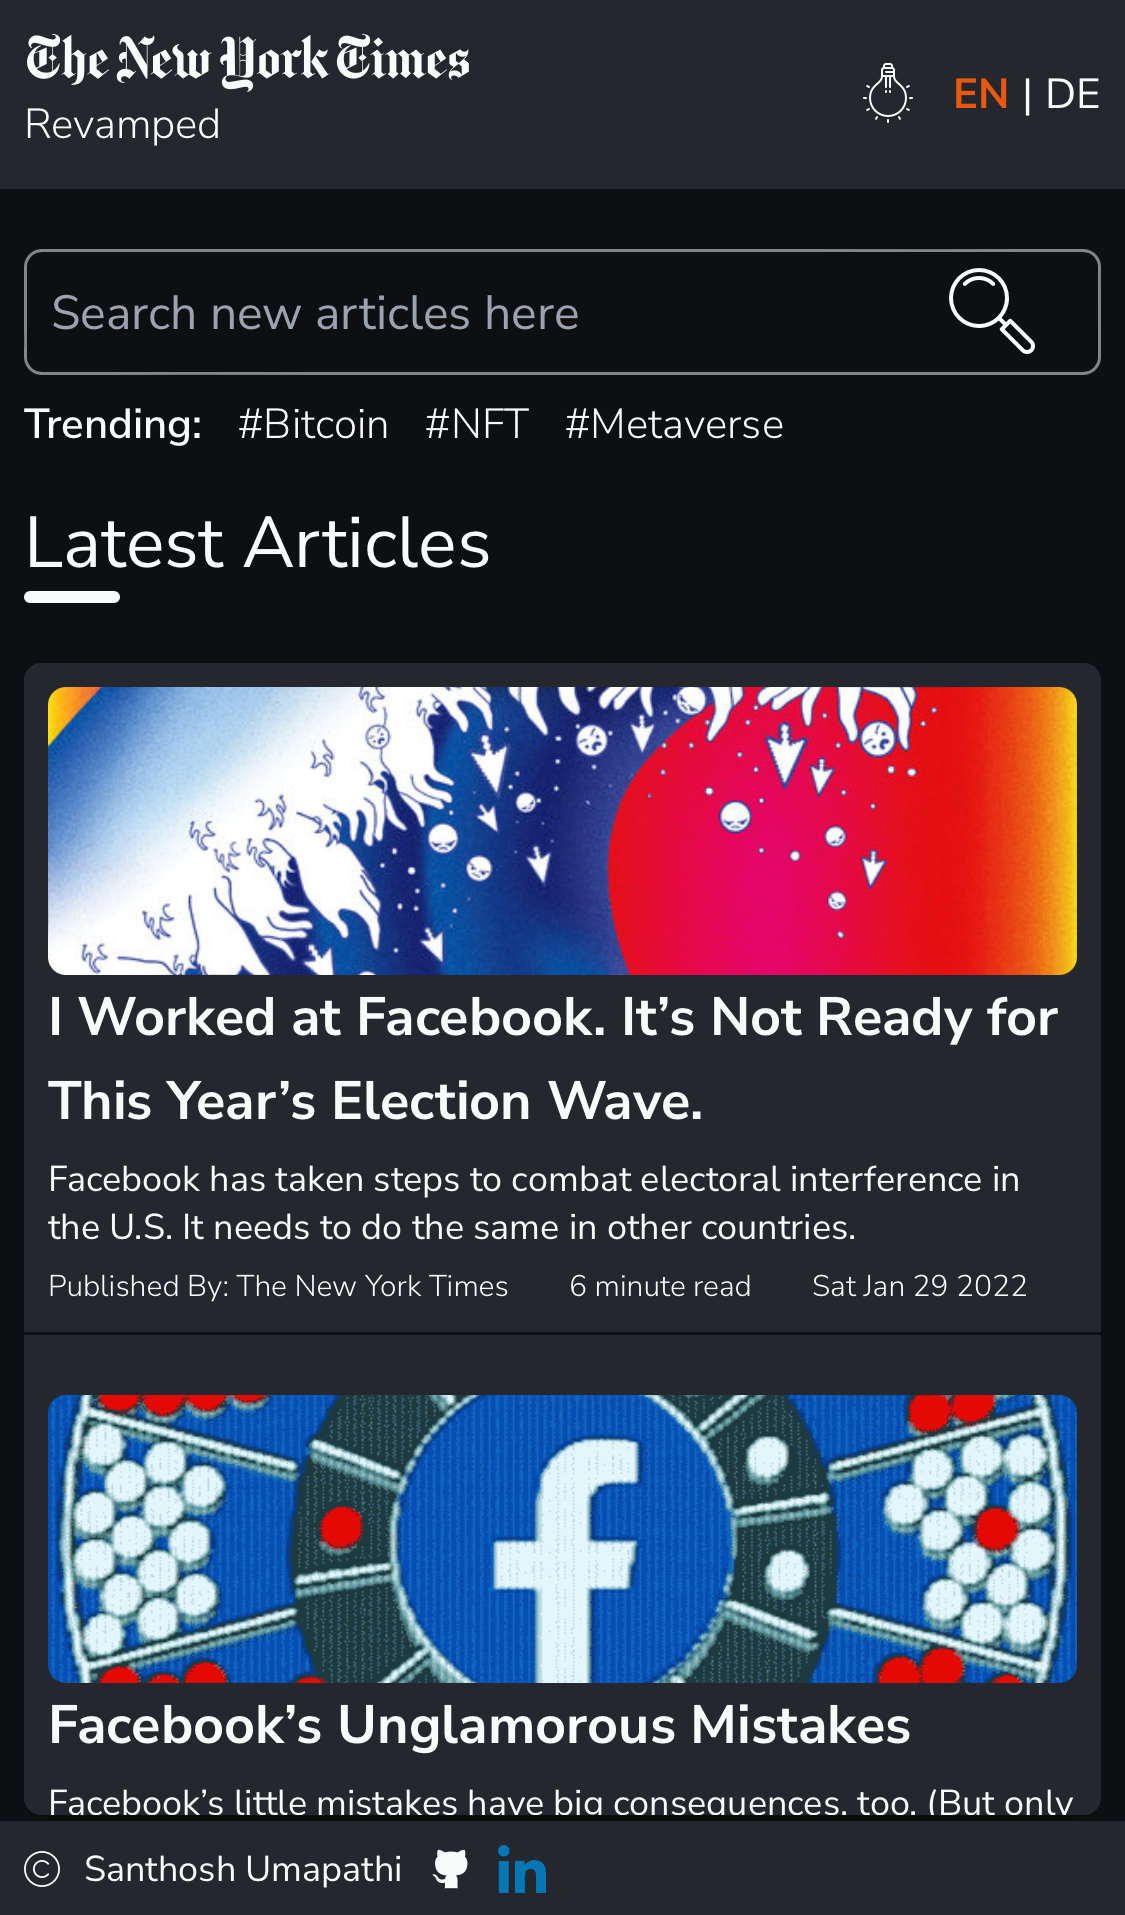 The New York Times
Revamped
EN | DE
Search new articles here
Trending: #Bitcoin #NFT #Metaverse
Latest Articles
I Worked at Facebook. It’s Not Ready for
This Year’s Election Wave.
Facebook has taken steps to combat electoral interference in
the U.S. It needs to do the same in other countries.
Published By: The New York Times 6 minute read Sat Jan 29 2022
f
Facebook’s Unglamorous Mistakes
Facebook’s little mistakes have big consequences, too. (But only
© Santhosh Umapathi in